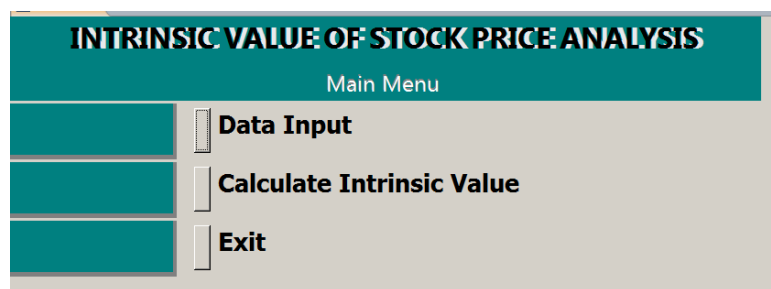 INTRINSIC VALUE OF STOCK PRICE ANALYSIS
Main Menu
Data Input
Calculate Intrinsic Value
Exit